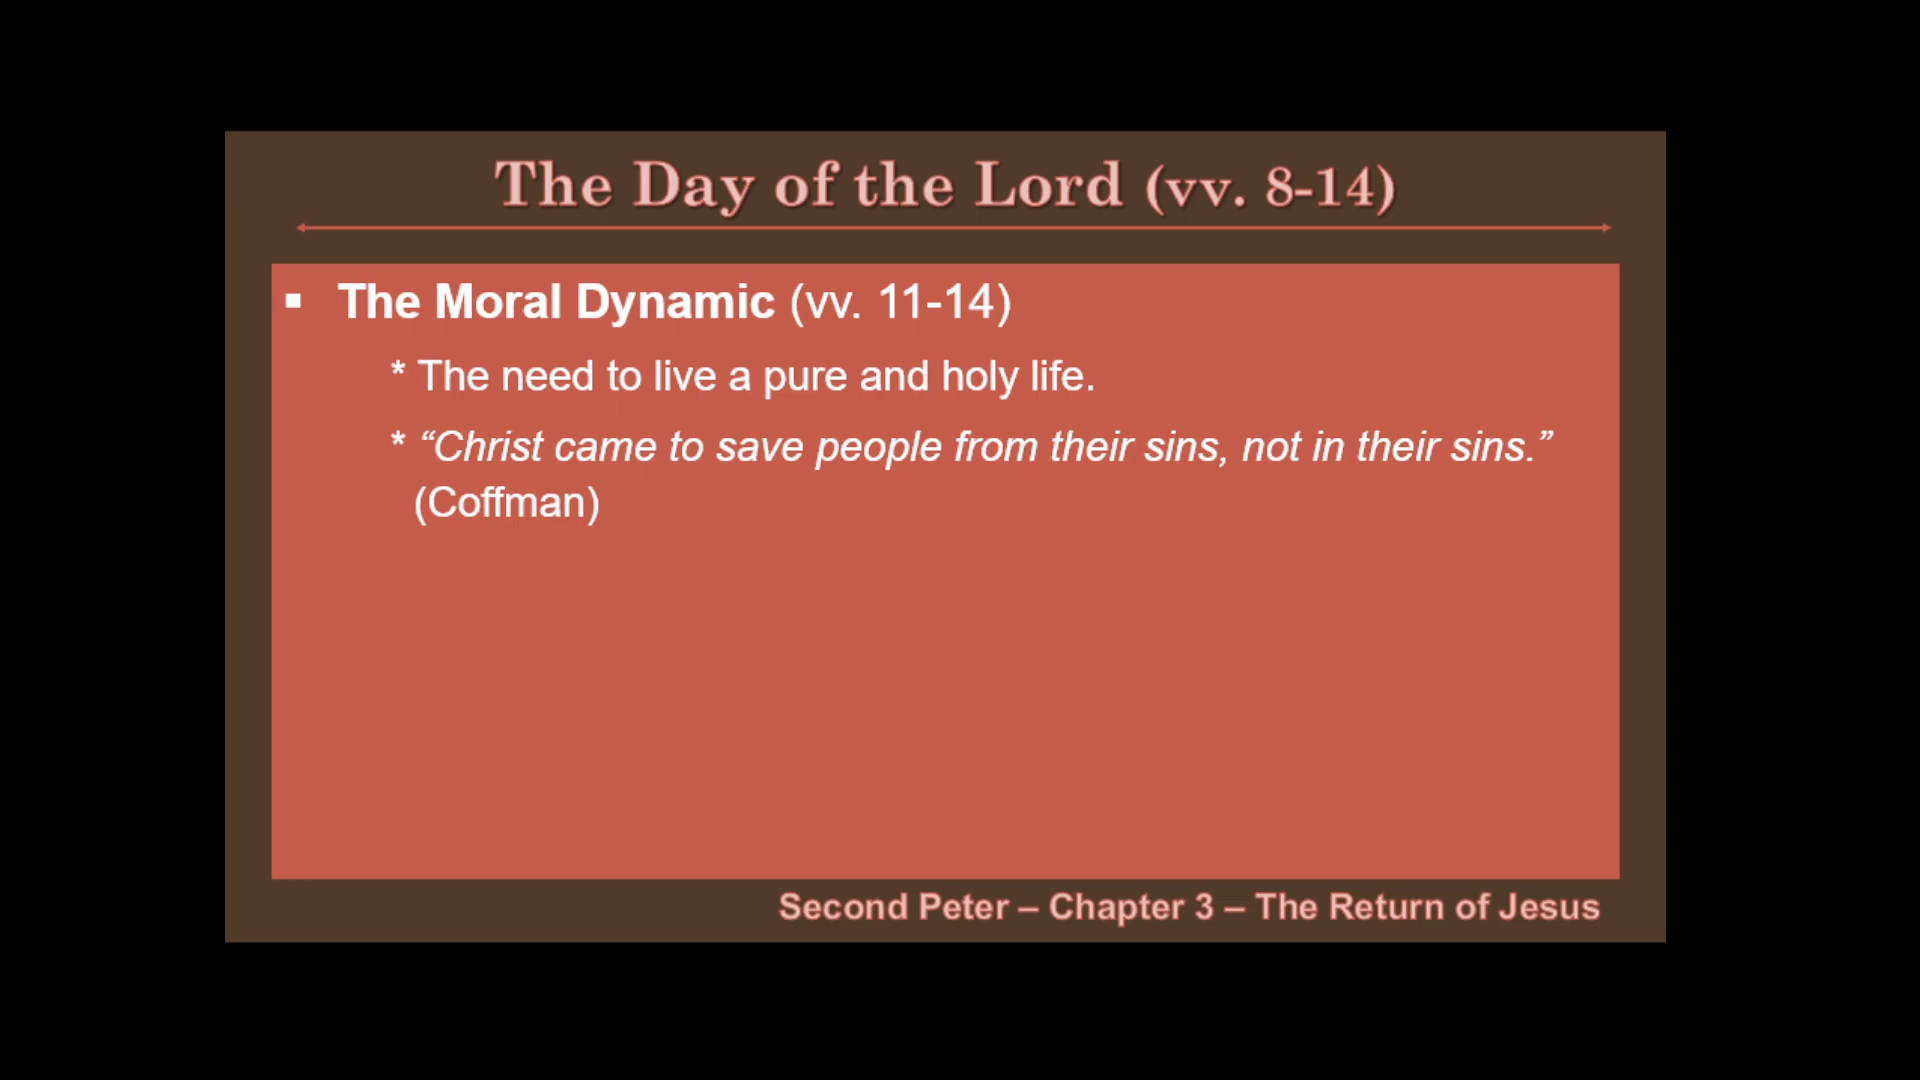 The Day of the Lord (vv. 8-14)
▪ The Moral Dynamic (vv. 11-14)
* The need to live a pure and holy life.
* “Christ came to save people from their sins, not in their sins.”
(Coffman)
Second Peter – Chapter 3 – The Return of Jesus